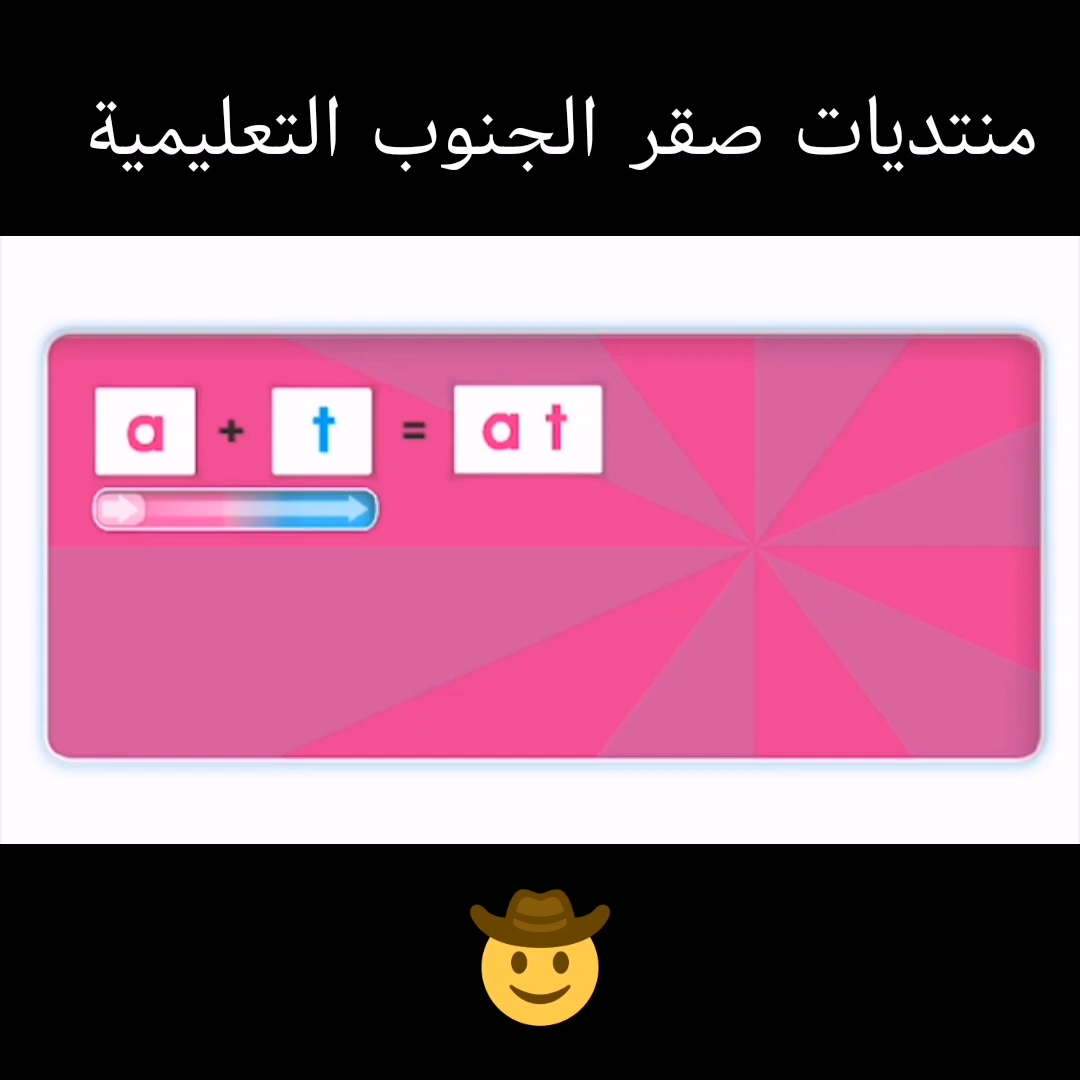 منتديات صقر الجنوب التعليمية
a + t = at